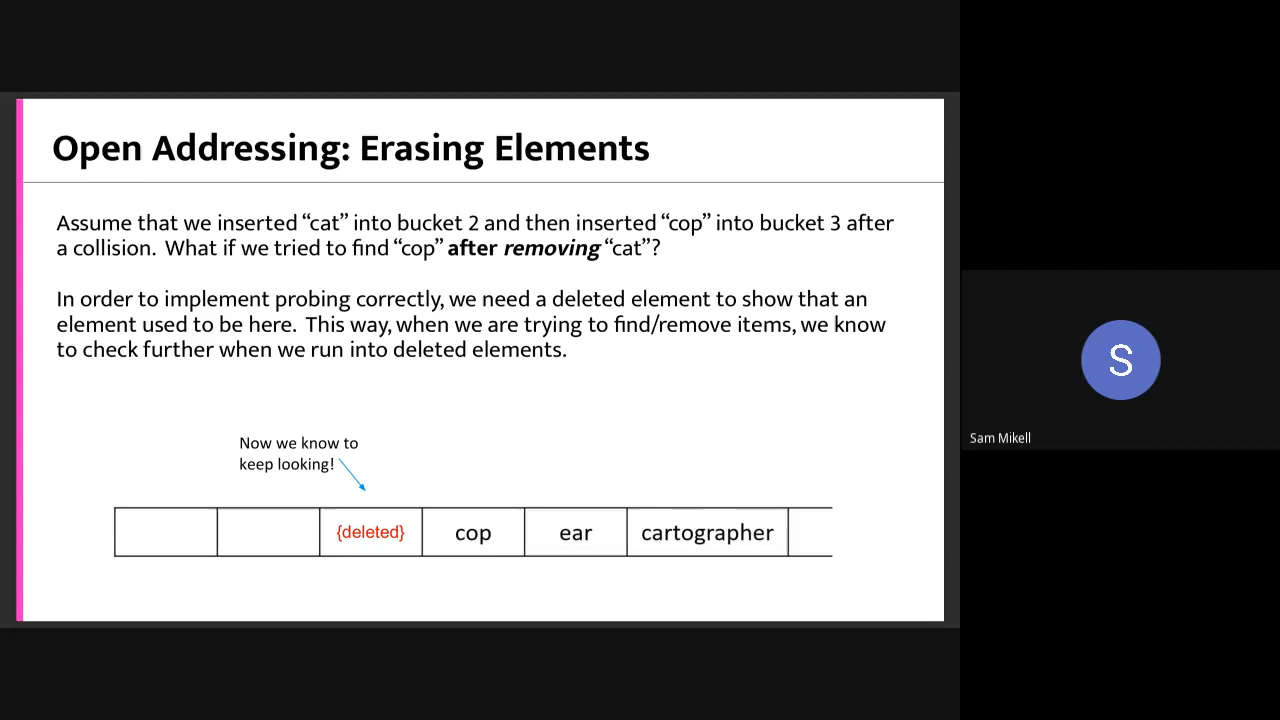 Open Addressing: Erasing Elements
Assume that we inserted “cat” into bucket 2 and then inserted “cop” into bucket 3 after
a collision.  What if we tried to find “cop” after removing “cat”?
In order to implement probing correctly, we need a deleted element to show that an
element used to be here.  This way, when we are trying to find/remove items, we know
to check further when we run into deleted elements.
Now we know to
keep looking!
{deleted} cop ear cartographer
S
Sam Mikell